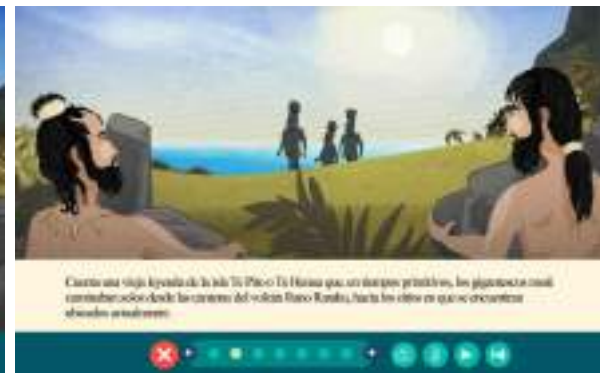 Cuenta una vieja leyenda de la isla Te Pito o Te Henua que, en tiempos primitivos, los gigantescos moái
caminaban solos desde las canteras del volcán Rano Raraku, hacia los sitios en que se encuentran
ubicados actualmente.